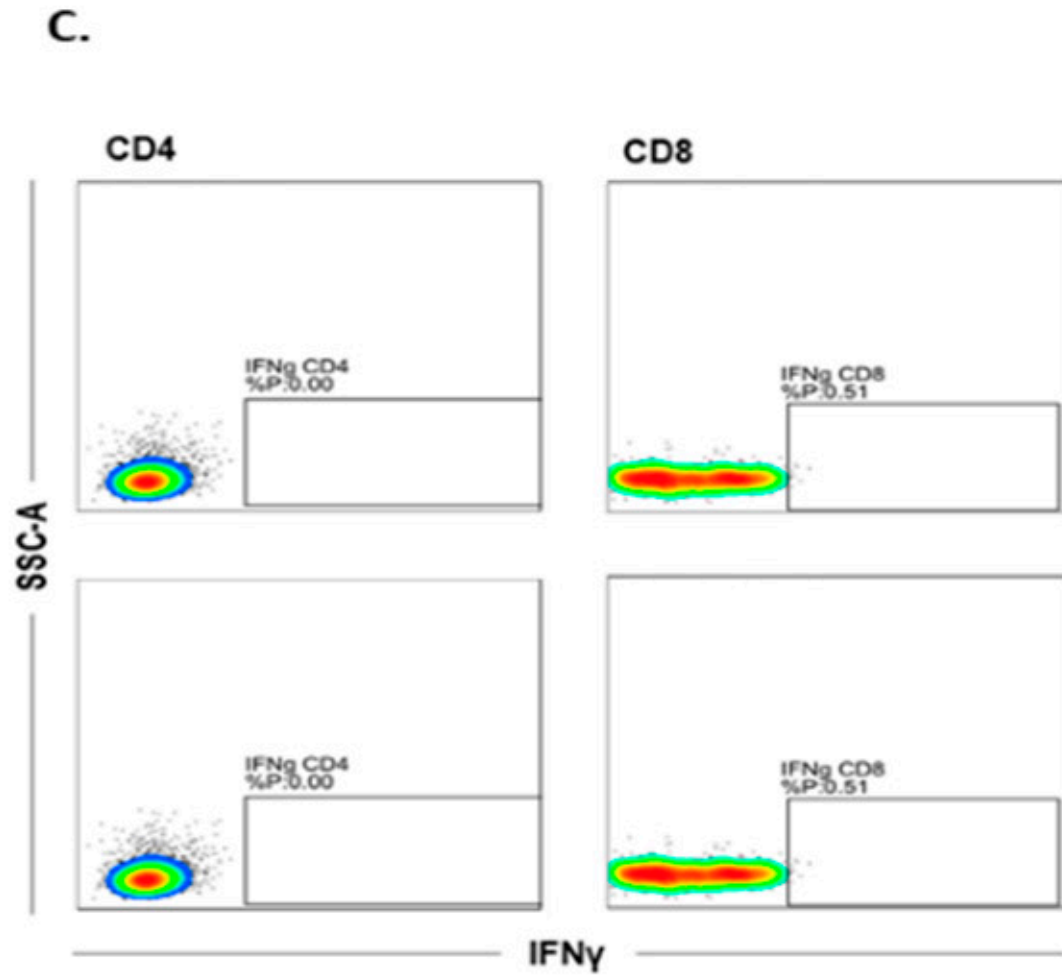 C.
CD4
CD8
IFNg CD4
%P:0.00
IFNg CD8
%P:0.51
SSC-A
IFNg CD4
%P:0.00
IFNg CD8
%P:0.51
IFNγ